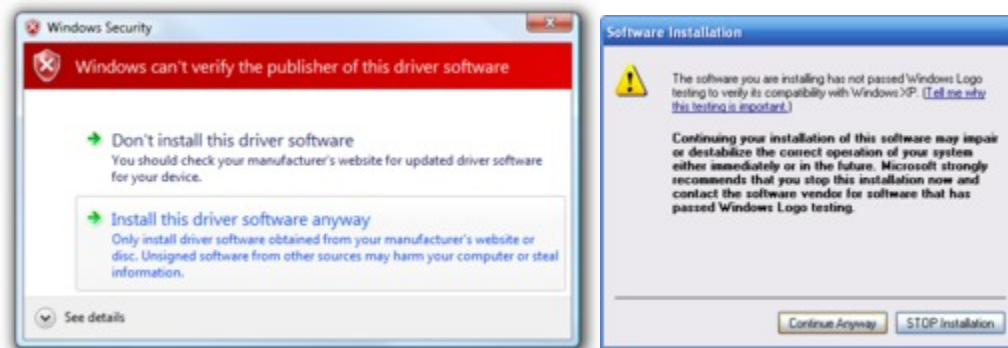 Windows Security
Windows can't verify the publisher of this driver software
Don't install this driver software
You should check your manufacturer's website for updated driver software
for your device.
Install this driver software anyway
Only install driver software obtained from your manufacturer's website or
disc. Unsigned software from other sources may harm your computer or steal
information.
See details
Software Installation
The software you are installing has not passed Windows Logo
testing to verify its compatibility with Windows XP. (Tell me why
this testing is important.)
Continuing your installation of this software may impair
or destabilize the correct operation of your system
either immediately or in the future. Microsoft strongly
recommends that you stop this installation now and
contact the software vendor for software that has
passed Windows Logo testing.
Continue Anyway
STOP Installation